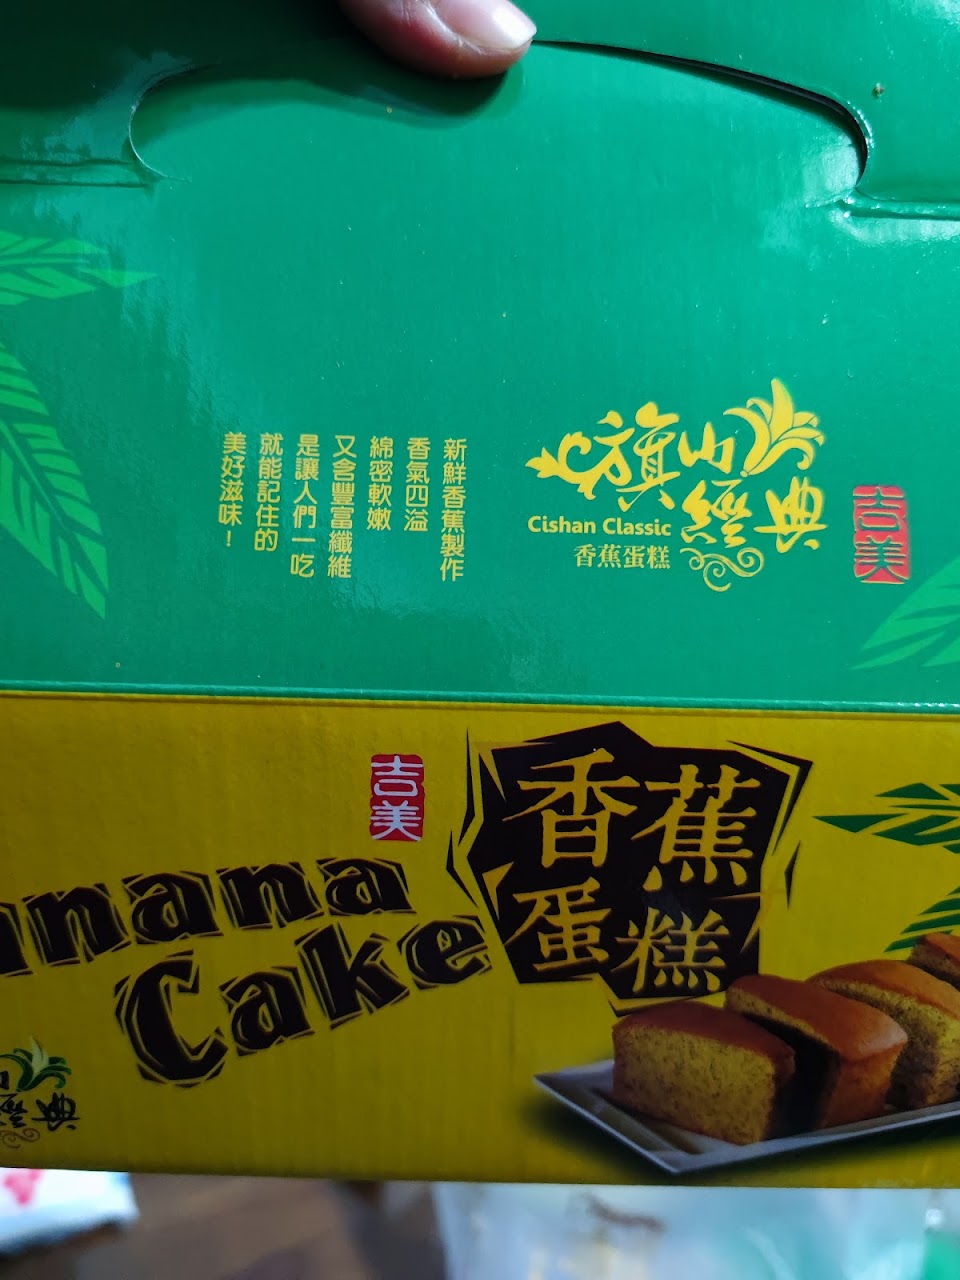 旗山經典
Cishan Classic
香蕉蛋糕
吉美
新鮮香蕉製作
香氣四溢
綿密軟嫩
又含豐富纖維
是讓人們一吃
就能記住的
美好滋味！
吉美
香蕉
蛋糕
anana
Cake